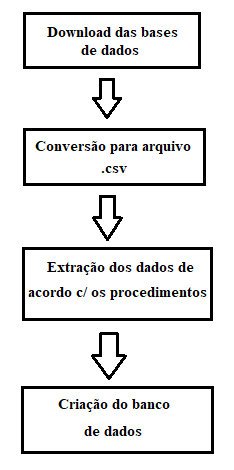 Download das bases
de dados
Conversão para arquivo
.csv
Extração dos dados de
acordo c/ os procedimentos
Criação do banco
de dados